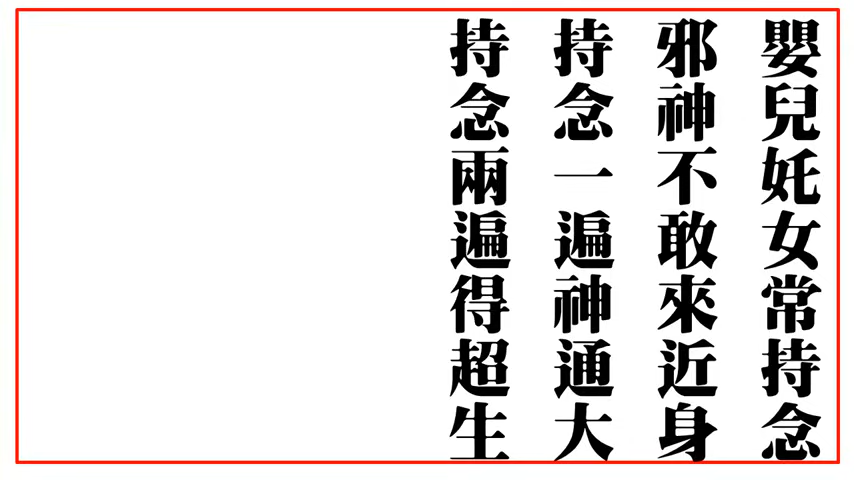 嬰兒奼女常持念
邪神不敢來近身
持念一遍神通大
持念兩遍得超生